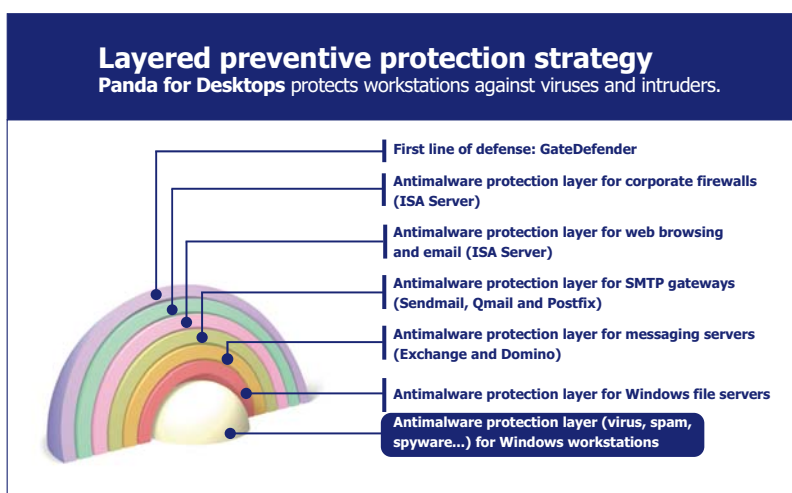 Layered preventive protection strategy
Panda for Desktops protects workstations against viruses and intruders.
First line of defense: GateDefender
Antimalware protection layer for corporate firewalls
(ISA Server)
Antimalware protection layer for web browsing
and email (ISA Server)
Antimalware protection layer for SMTP gateways
(Sendmail, Qmail and Postfix)
Antimalware protection layer for messaging servers
(Exchange and Domino)
Antimalware protection layer for Windows file servers
Antimalware protection layer (virus, spam,
spyware...) for Windows workstations